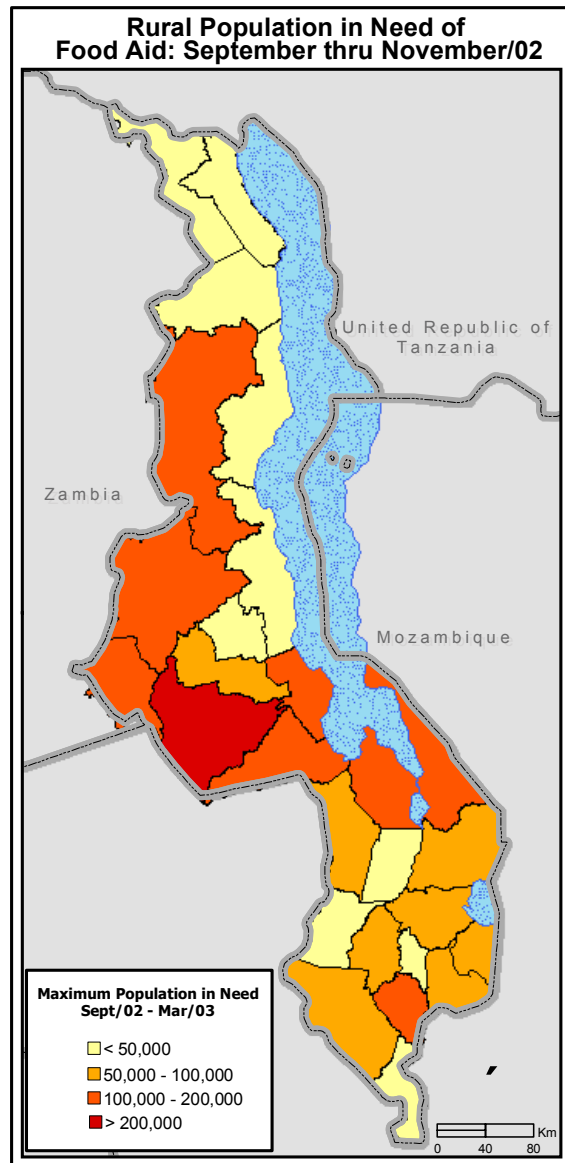 Rural Population in Need of
Food Aid: September thru November/02
United Republic of
Tanzania
Zambia
Mozambique
Maximum Population in Need
Sept/02 - Mar/03
< 50,000
50,000 - 100,000
100,000 - 200,000
> 200,000
Km
0 40 80